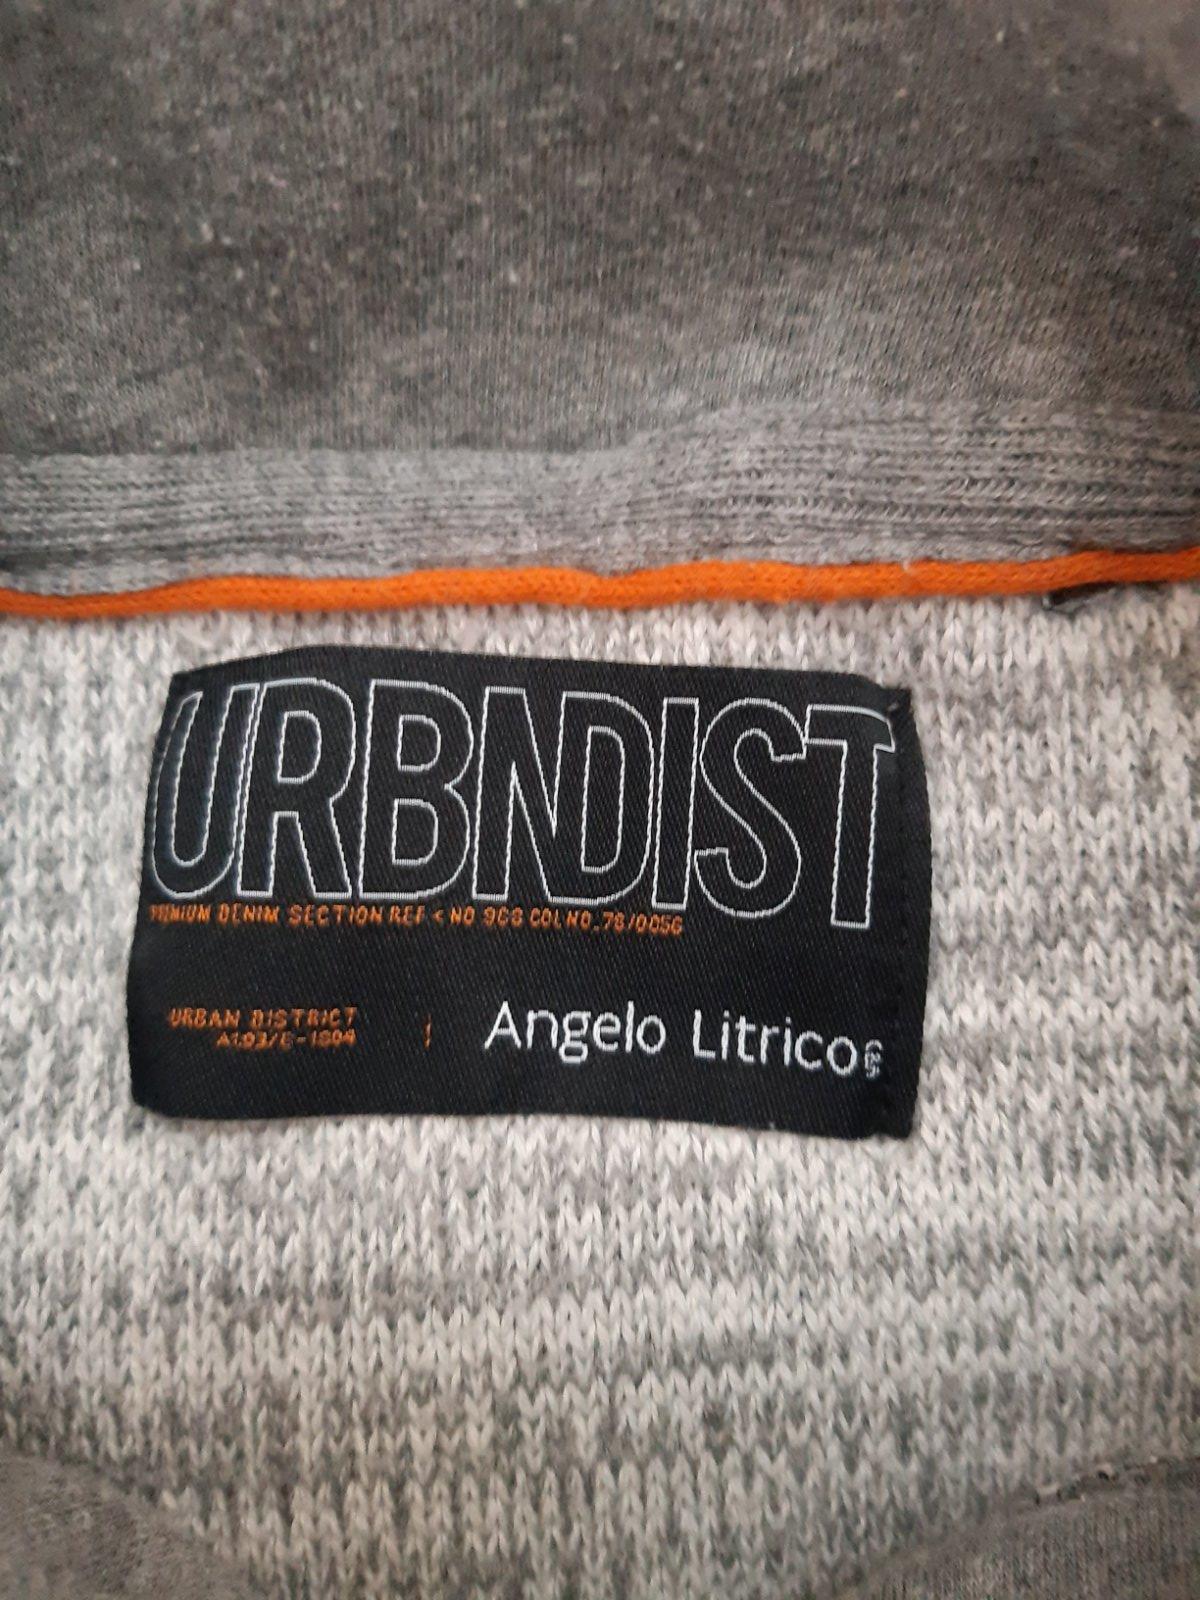 URBNDIST
PREMIUM DENIM SECTION REF < NO 908 COL NO.78/0056
URBAN DISTRICT
Angelo Litrico C&A